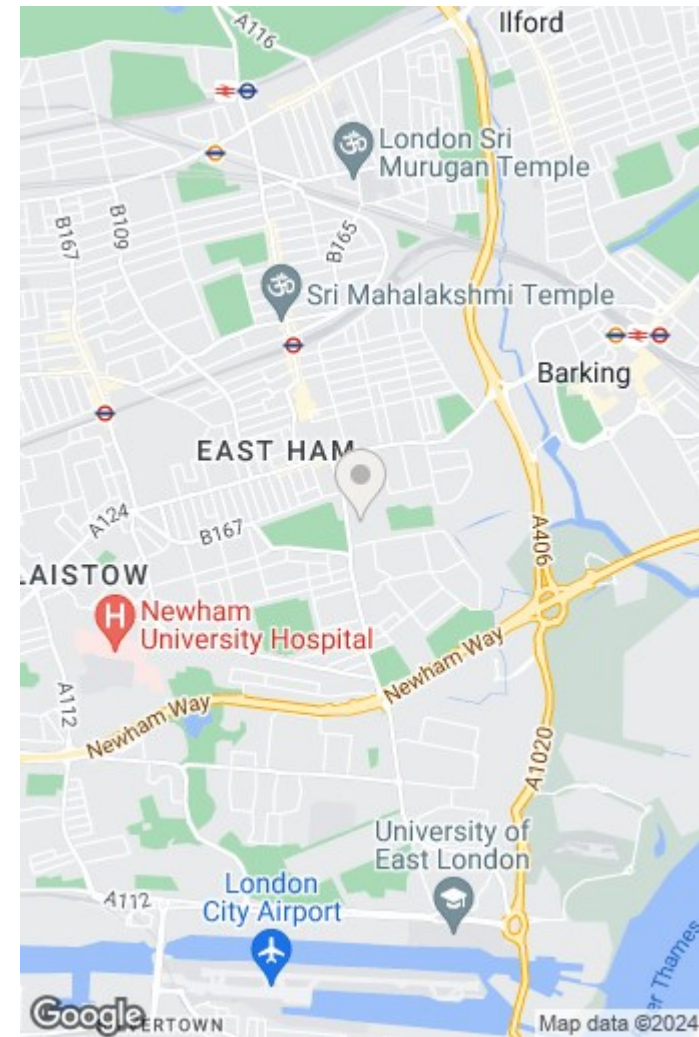 Ilford
A116
London Sri
Murugan Temple
B167
B109
B165
Sri Mahalakshmi Temple
Barking
EAST HAM
A124
B167
A406
LAISTOW
H
Newham
University Hospital
Newham Way
A112
Newham Way
A1020
University of
East London
A112
London
City Airport
er Thames
Google
VERTOWN
Map data ©2024